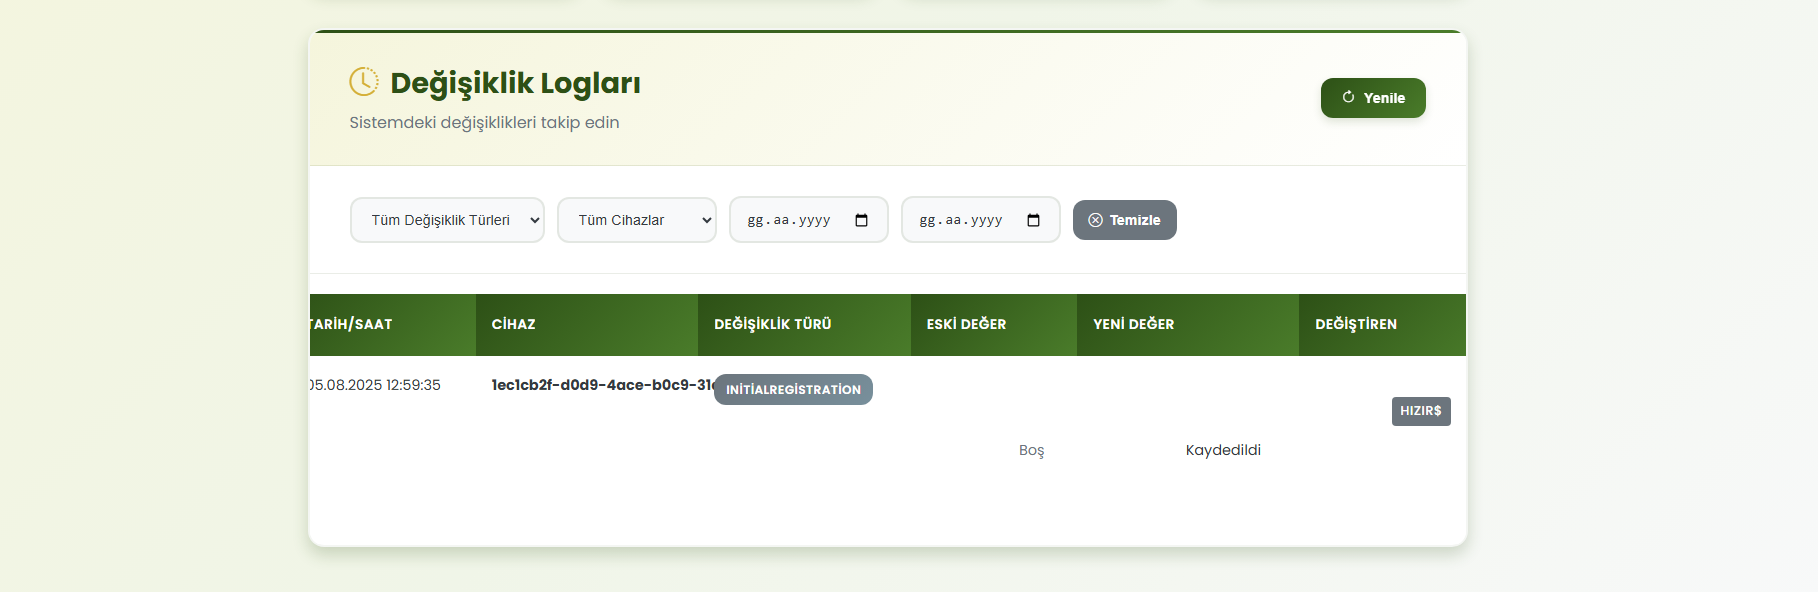 Değişiklik Logları
Sistemdeki değişiklikleri takip edin
Yenile
Tüm Değişiklik Türleri
Tüm Cihazlar
gg.aa.yyyy
gg.aa.yyyy
Temizle
TARİH/SAAT CİHAZ DEĞİŞİKLİK TÜRÜ ESKİ DEĞER YENİ DEĞER DEĞİŞTİREN
05.08.2025 12:59:35 1ec1cb2f-d0d9-4ace-b0c9-31 INİTİALREGİSTRATİON
HIZIR$
Boş Kaydedildi